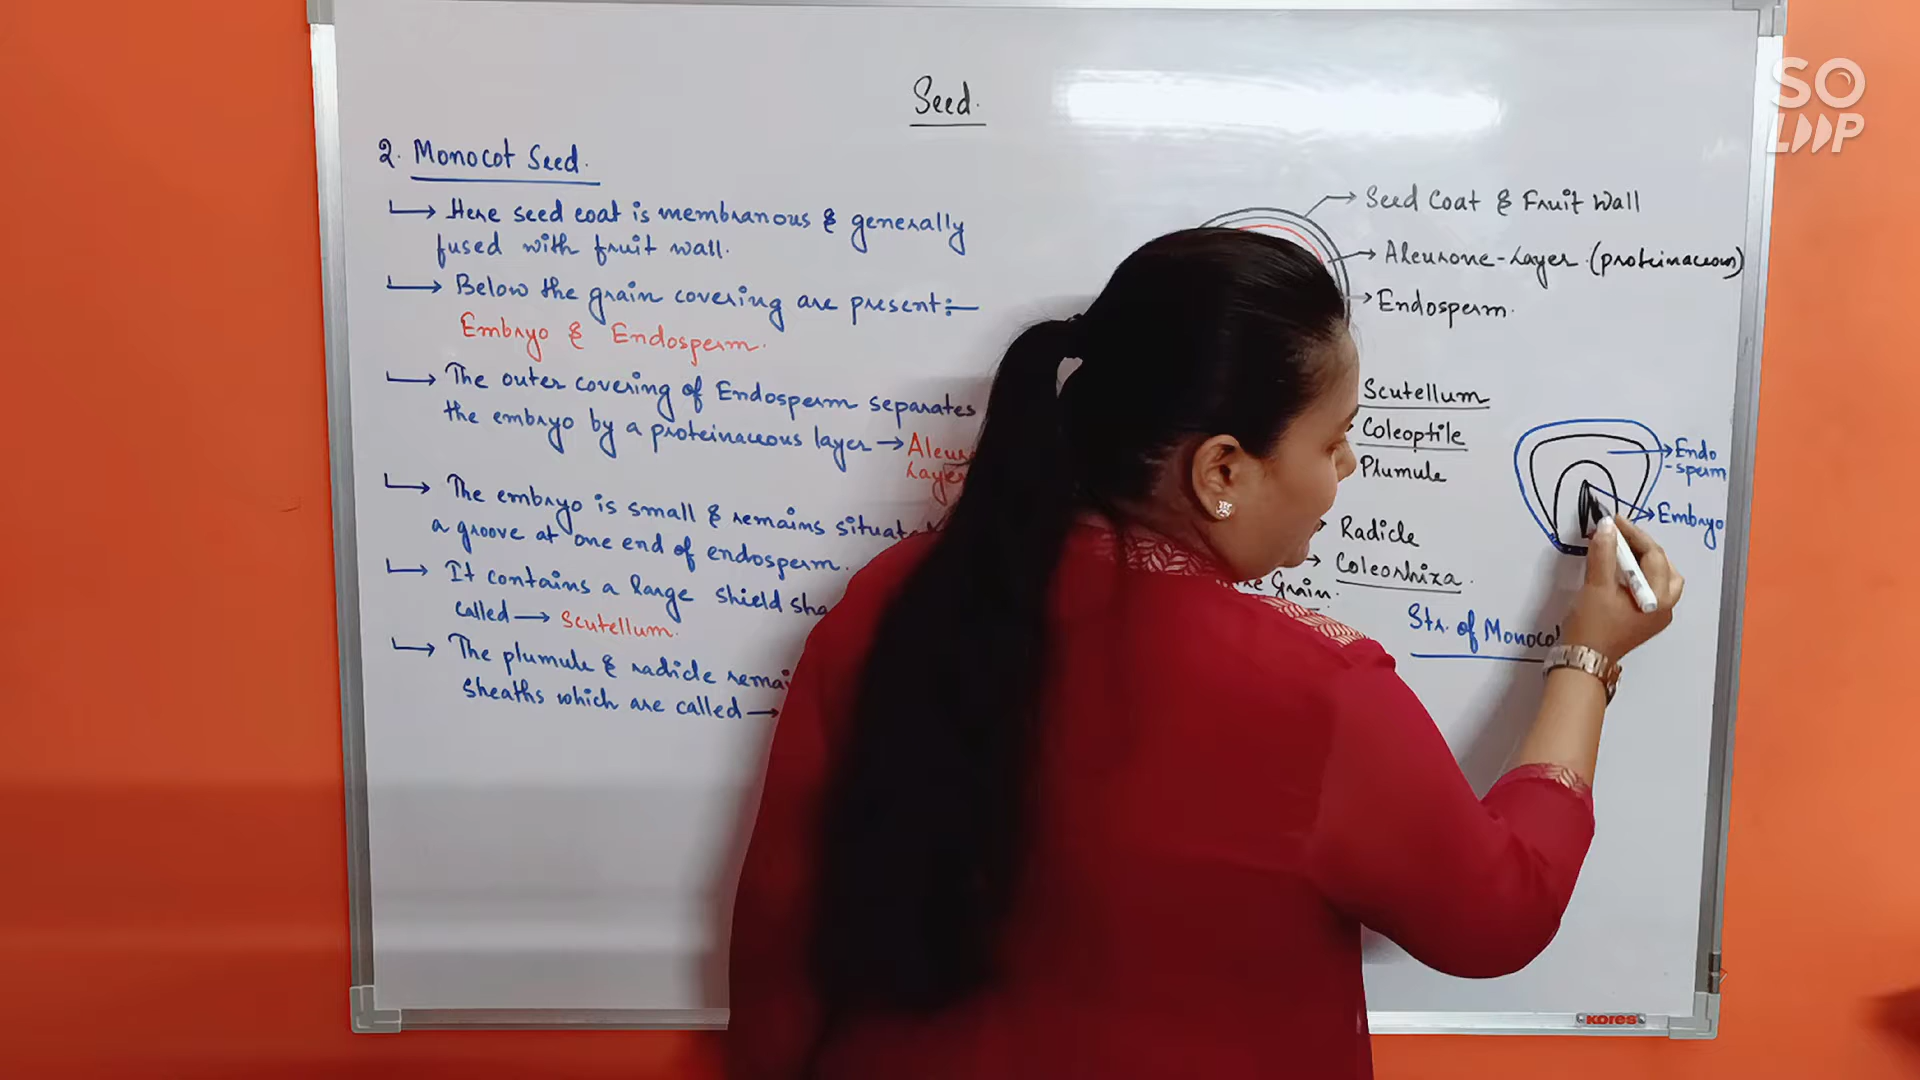 Seed.
2. Monocot Seed.
↳ Here seed coat is membranous & generally
fused with fruit wall.
↳ Below the grain covering are present:—
Embryo & Endosperm.
↳ The outer covering of Endosperm separates
the embryo by a proteinaceous layer → Aleur
Layer
↳ The embryo is small & remains situat
a groove at one end of endosperm.
↳ It contains a large shield sha
called → Scutellum.
↳ The plumule & radicle remai
sheaths which are called →
→ Seed Coat & Fruit Wall
→ Aleurone-Layer (proteinaceous)
→ Endosperm.
Scutellum
Coleoptile
Plumule
Radicle
→ Coleorhiza.
Grain.
Endo
-sperm
Embryo
Str. of Monoco
SO
LOOP
KORES